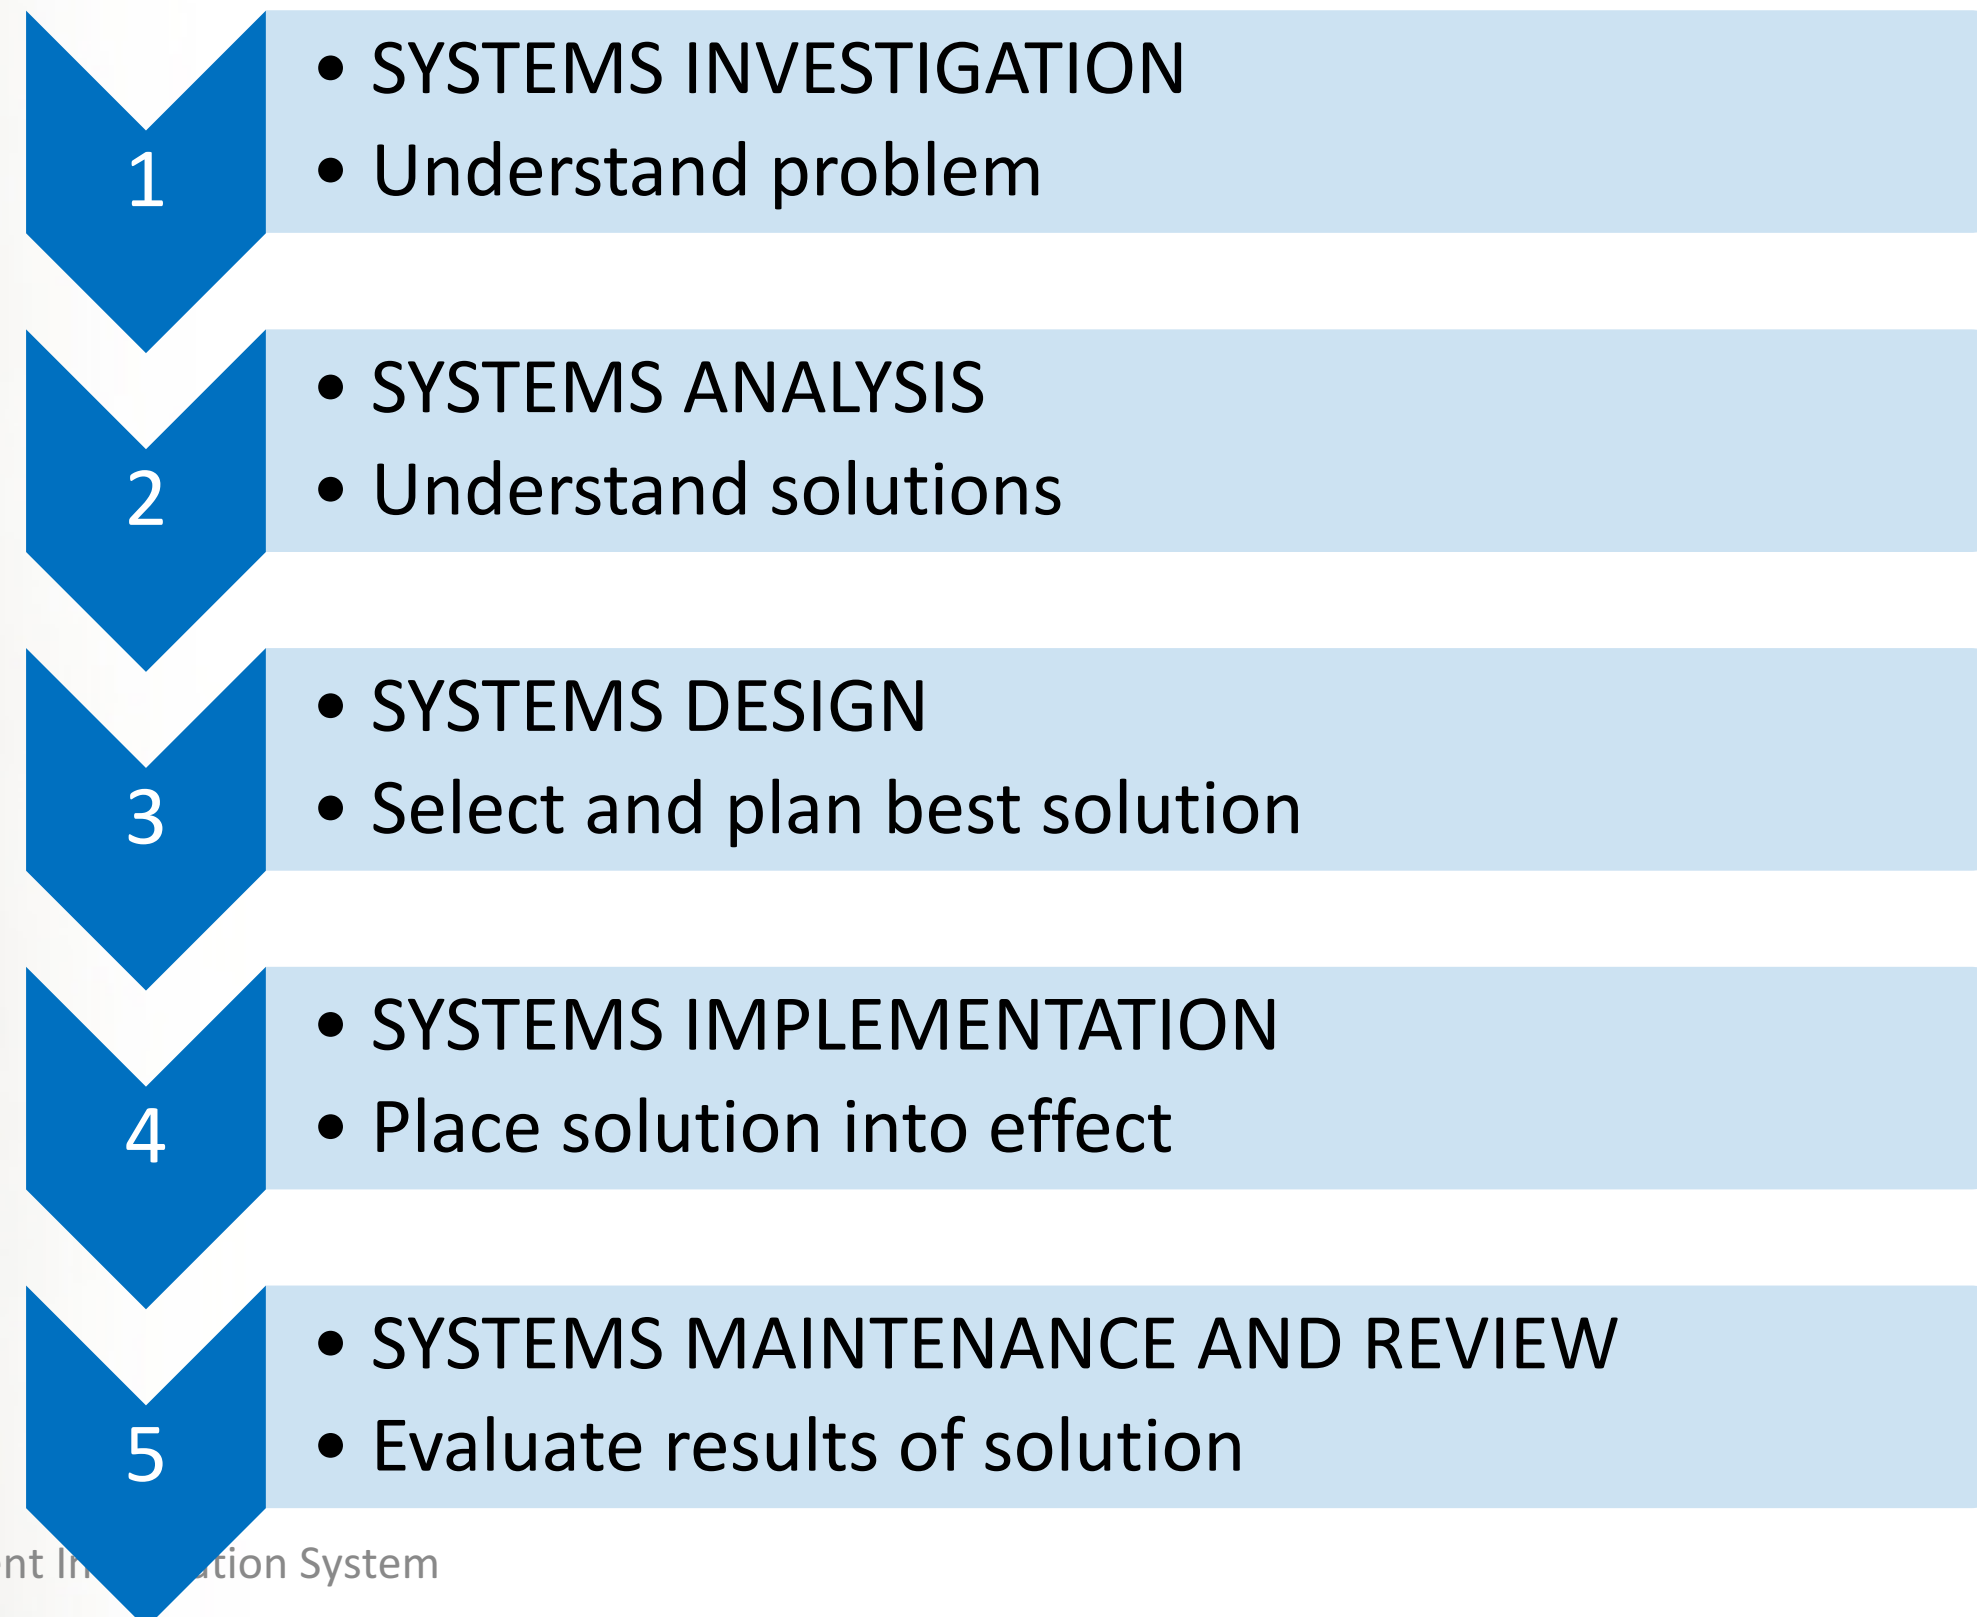 1
• SYSTEMS INVESTIGATION
• Understand problem
2
• SYSTEMS ANALYSIS
• Understand solutions
3
• SYSTEMS DESIGN
• Select and plan best solution
4
• SYSTEMS IMPLEMENTATION
• Place solution into effect
5
• SYSTEMS MAINTENANCE AND REVIEW
• Evaluate results of solution
System